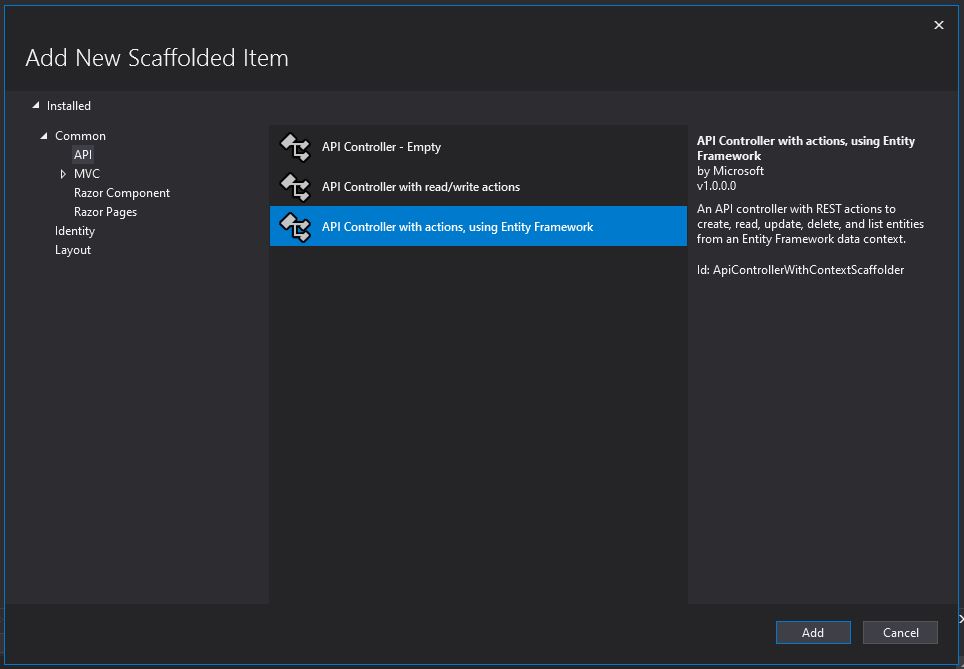 Add New Scaffolded Item
Installed
Common
API
MVC
Razor Component
Razor Pages
Identity
Layout
API Controller - Empty
API Controller with read/write actions
API Controller with actions, using Entity Framework
API Controller with actions, using Entity
Framework
by Microsoft
v1.0.0.0
An API controller with REST actions to
create, read, update, delete, and list entities
from an Entity Framework data context.
Id: ApiControllerWithContextScaffolder
Add
Cancel